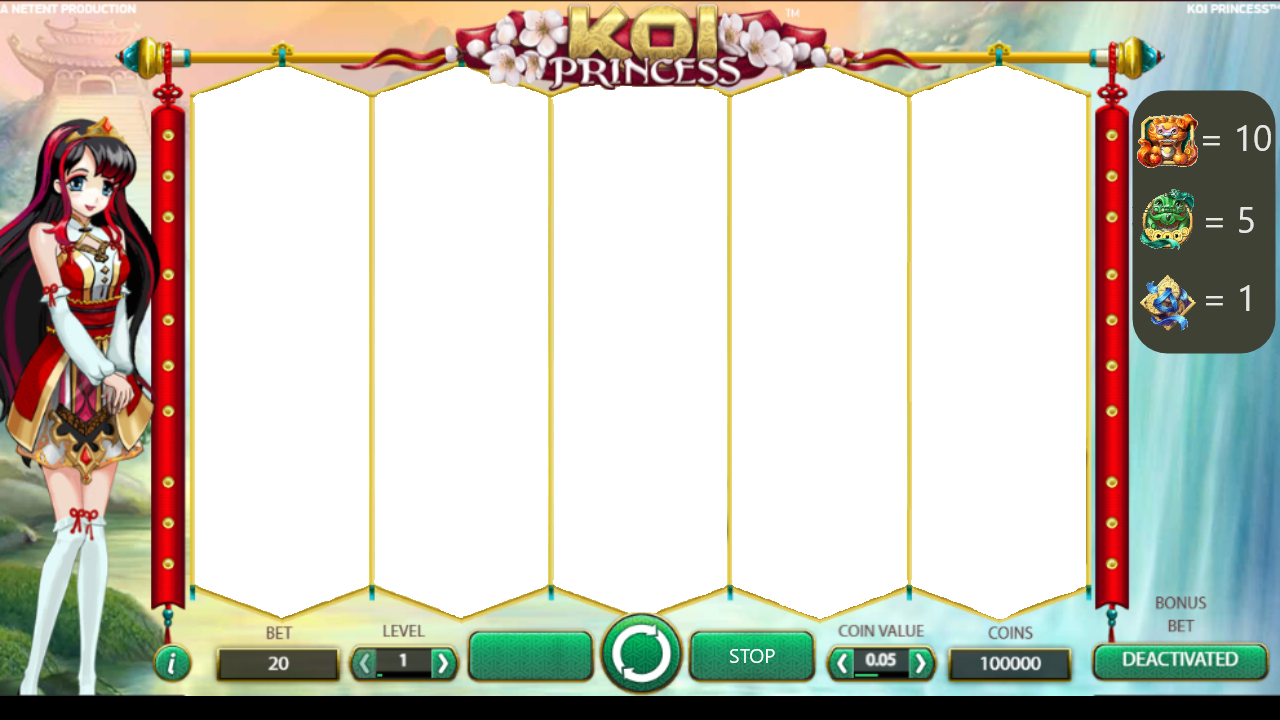 A NETENT PRODUCTION
KOI PRINCESS™
KOI ™
PRINCESS
= 10
= 5
= 1
BONUS
BET
BET
LEVEL
COIN VALUE
COINS
20
1
STOP
0.05
100000
DEACTIVATED
i